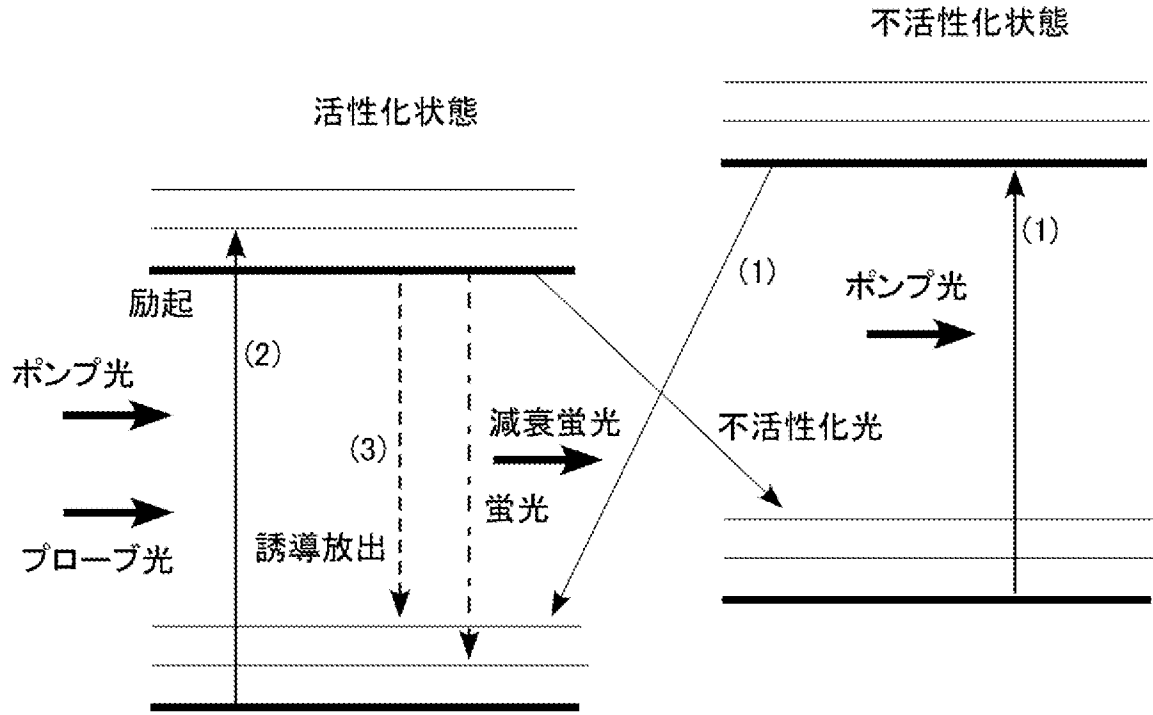 不活性化状態
活性化状態
励起
(2)
ポンプ光
プローブ光
(3)
誘導放出
減衰蛍光
蛍光
(1)
不活性化光
ポンプ光
(1)